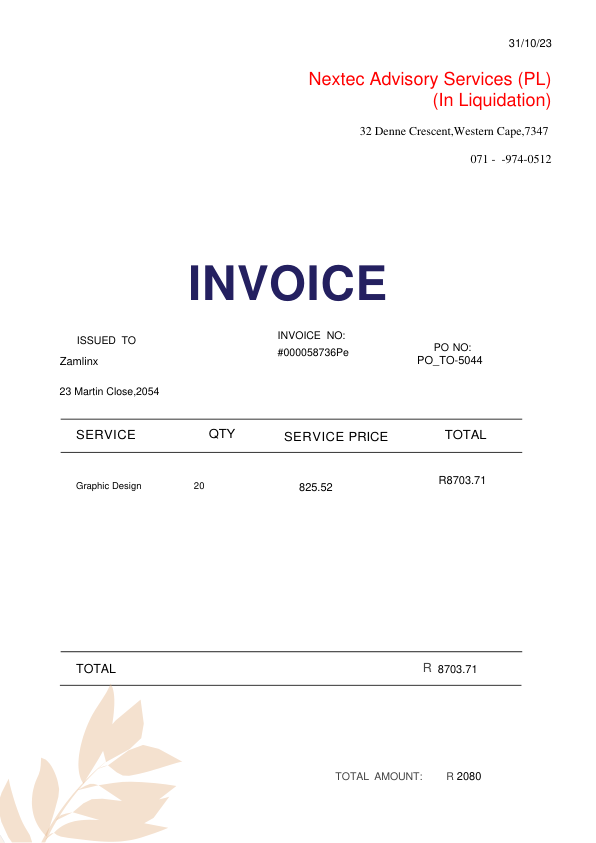 31/10/23
Nextec Advisory Services (PL)
(In Liquidation)
32 Denne Crescent,Western Cape,7347
071 - -974-0512
INVOICE
ISSUED TO
Zamlinx
23 Martin Close,2054
INVOICE NO:
#000058736Pe
PO NO:
PO_TO-5044
SERVICE QTY SERVICE PRICE TOTAL
Graphic Design 20 825.52 R8703.71
TOTAL R 8703.71
TOTAL AMOUNT: R 2080